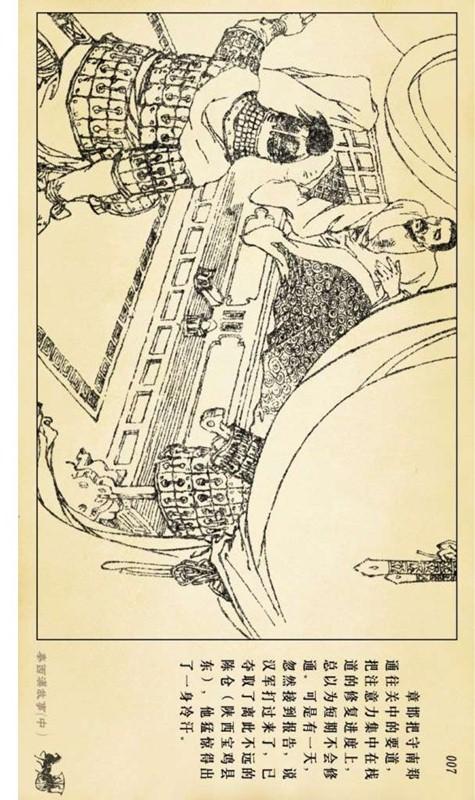 007
章邯把守南郑
通往关中的要道，
把注意力集中在栈
道的修复进度上，
总以为短期不会修
通。可是有一天，
忽然接到报告，说
汉军打过来了，已
夺取了离此不远的
陈仓（陕西宝鸡县
东），他猛惊得出
了一身冷汗。
秦西漢故事(中)